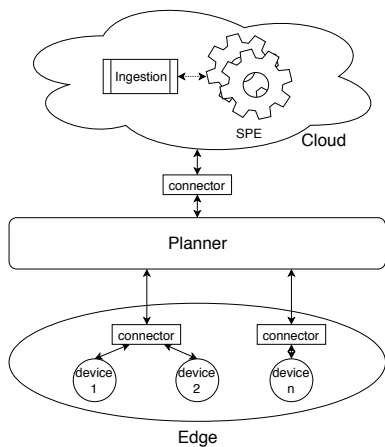 Ingestion
SPE
Cloud
connector
Planner
connector
connector
device
1
device
2
device
n
Edge